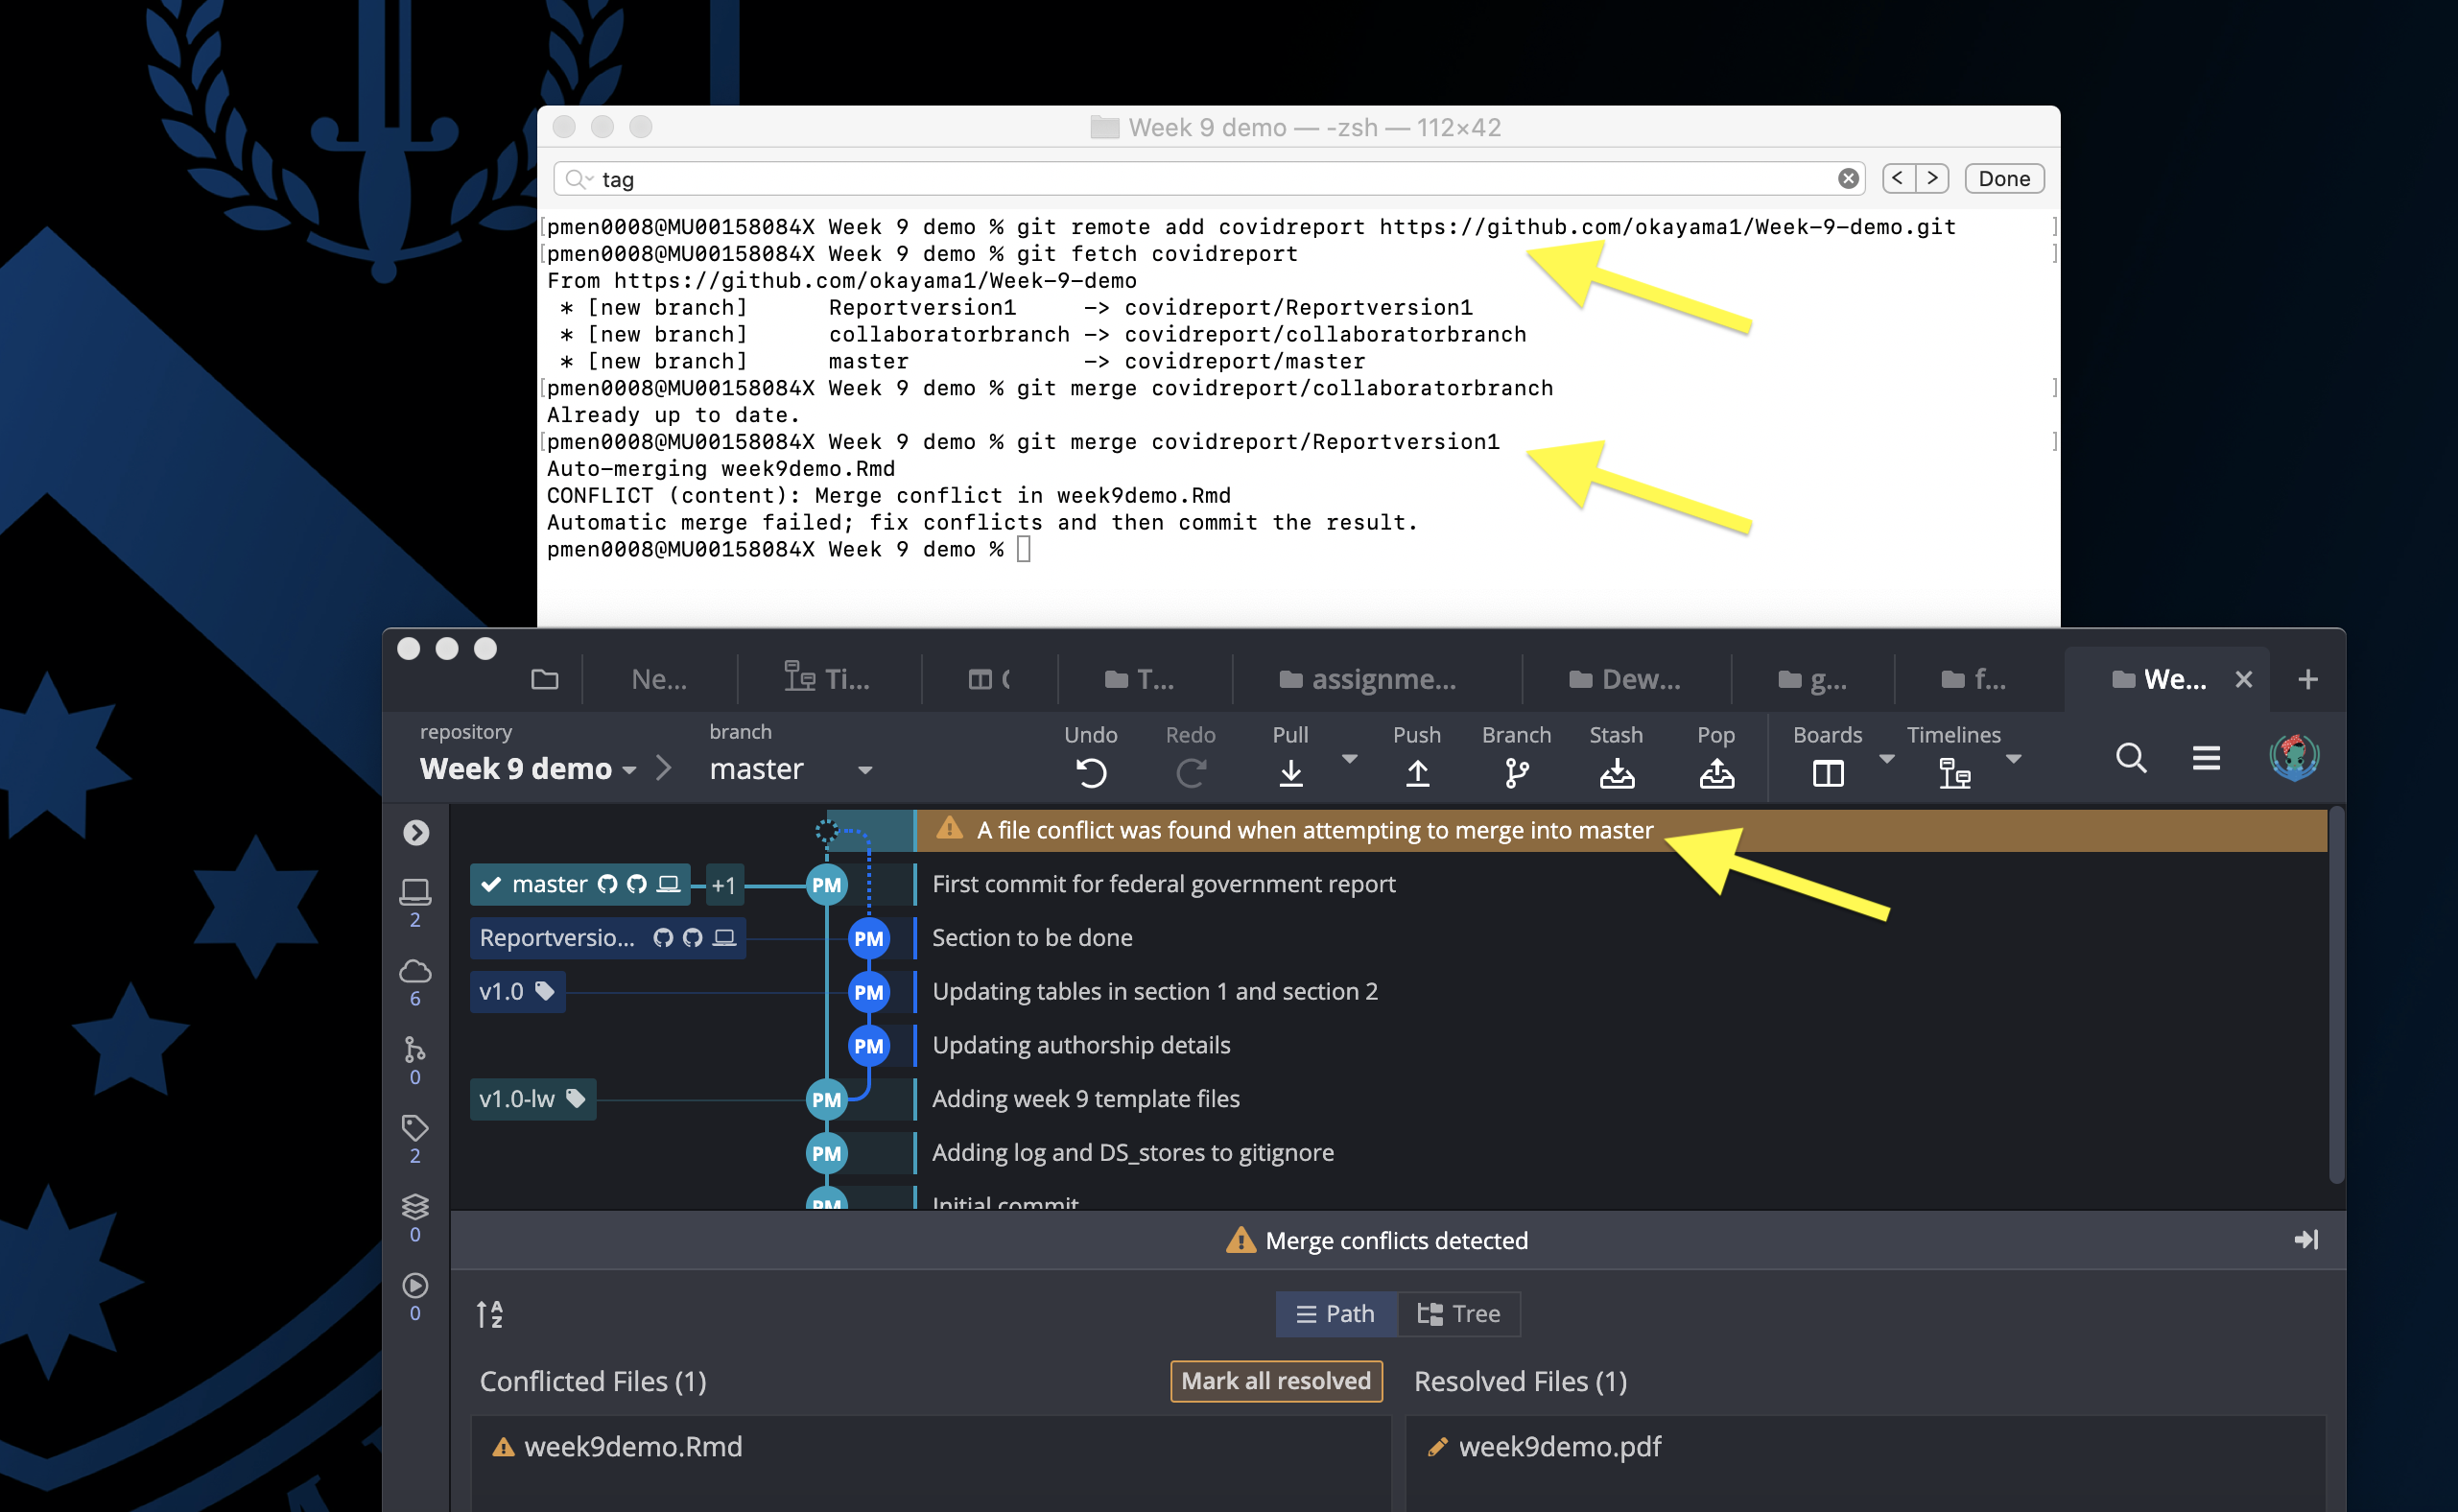 Week 9 demo — -zsh — 112×42
tag
Done
pmen0008@MU00158084X Week 9 demo % git remote add covidreport https://github.com/okayama1/Week-9-demo.git
pmen0008@MU00158084X Week 9 demo % git fetch covidreport
From https://github.com/okayama1/Week-9-demo
* [new branch] Reportversion1 -> covidreport/Reportversion1
* [new branch] collaboratorbranch -> covidreport/collaboratorbranch
* [new branch] master -> covidreport/master
pmen0008@MU00158084X Week 9 demo % git merge covidreport/collaboratorbranch
Already up to date.
pmen0008@MU00158084X Week 9 demo % git merge covidreport/Reportversion1
Auto-merging week9demo.Rmd
CONFLICT (content): Merge conflict in week9demo.Rmd
Automatic merge failed; fix conflicts and then commit the result.
pmen0008@MU00158084X Week 9 demo %
Ne... Ti... T... assignme... Dew... g... f... We...
repository branch Undo Redo Pull Push Branch Stash Pop Boards Timelines
Week 9 demo master
A file conflict was found when attempting to merge into master
master +1 PM First commit for federal government report
2
Reportversio... PM Section to be done
v1.0 PM Updating tables in section 1 and section 2
6
PM Updating authorship details
0
v1.0-lw PM Adding week 9 template files
PM Adding log and DS_stores to gitignore
2
PM Initial commit
0
Merge conflicts detected
0
A Z
Path Tree
Conflicted Files (1) Mark all resolved Resolved Files (1)
week9demo.Rmd week9demo.pdf